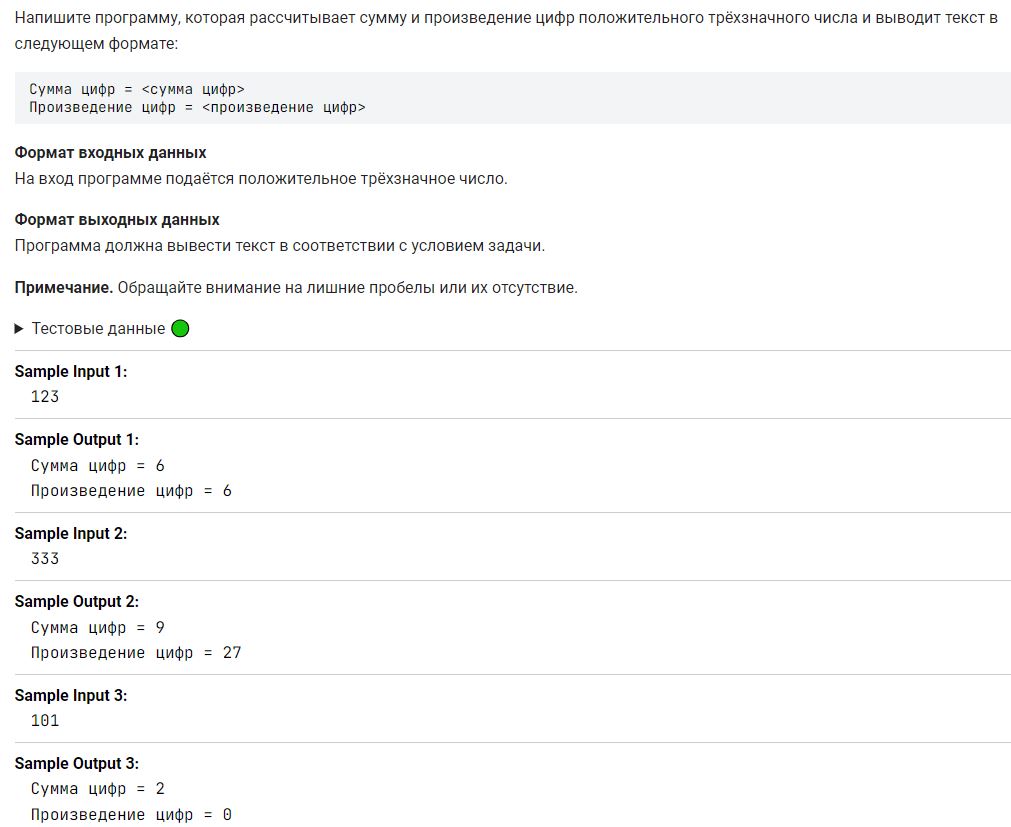 Напишите программу, которая рассчитывает сумму и произведение цифр положительного трёхзначного числа и выводит текст в
следующем формате:
Сумма цифр = <сумма цифр>
Произведение цифр = <произведение цифр>
Формат входных данных
На вход программе подаётся положительное трёхзначное число.
Формат выходных данных
Программа должна вывести текст в соответствии с условием задачи.
Примечание. Обращайте внимание на лишние пробелы или их отсутствие.
Тестовые данные
Sample Input 1:
123
Sample Output 1:
Сумма цифр = 6
Произведение цифр = 6
Sample Input 2:
333
Sample Output 2:
Сумма цифр = 9
Произведение цифр = 27
Sample Input 3:
101
Sample Output 3:
Сумма цифр = 2
Произведение цифр = 0